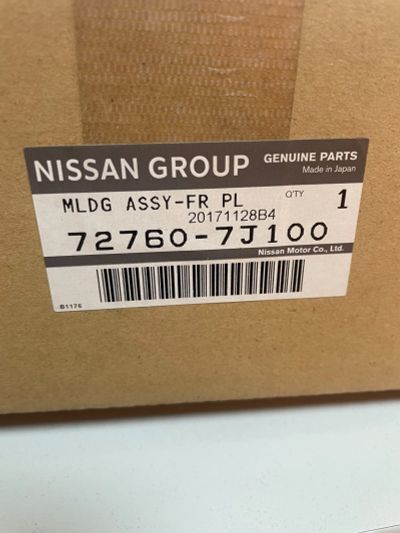 NISSAN GROUP GENUINE PARTS
Made in Japan
MLDG ASSY-FR PL Q'TY 1
20171128B4
72760-7J100
Nissan Motor Co., Ltd.
B1176